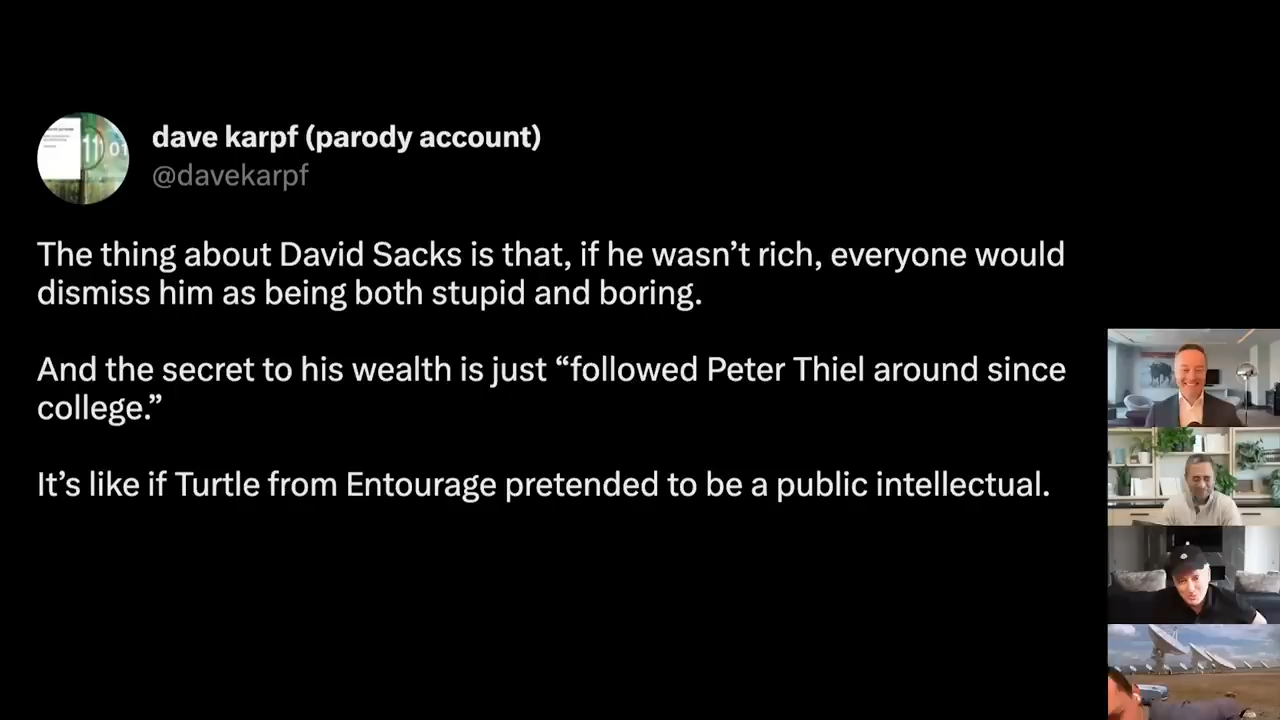 dave karpf (parody account)
@davekarpf
The thing about David Sacks is that, if he wasn’t rich, everyone would
dismiss him as being both stupid and boring.
And the secret to his wealth is just “followed Peter Thiel around since
college.”
It’s like if Turtle from Entourage pretended to be a public intellectual.